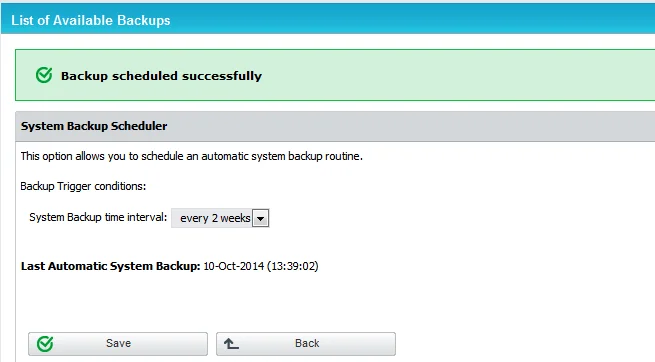 List of Available Backups
Backup scheduled successfully
System Backup Scheduler
This option allows you to schedule an automatic system backup routine.
Backup Trigger conditions:
System Backup time interval: every 2 weeks
Last Automatic System Backup: 10-Oct-2014 (13:39:02)
Save Back